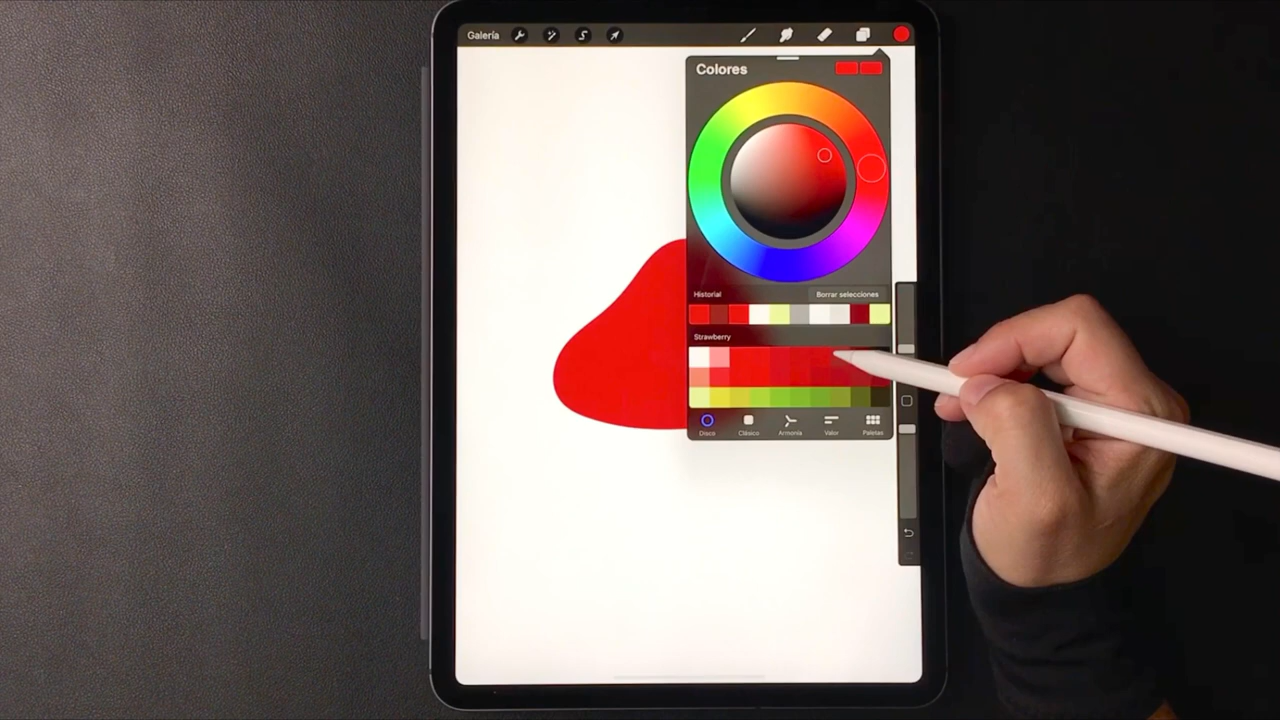 Galería
Colores
Historial
Borrar selecciones
Strawberry
Disco
Clásico
Armonía
Valor
Paletas